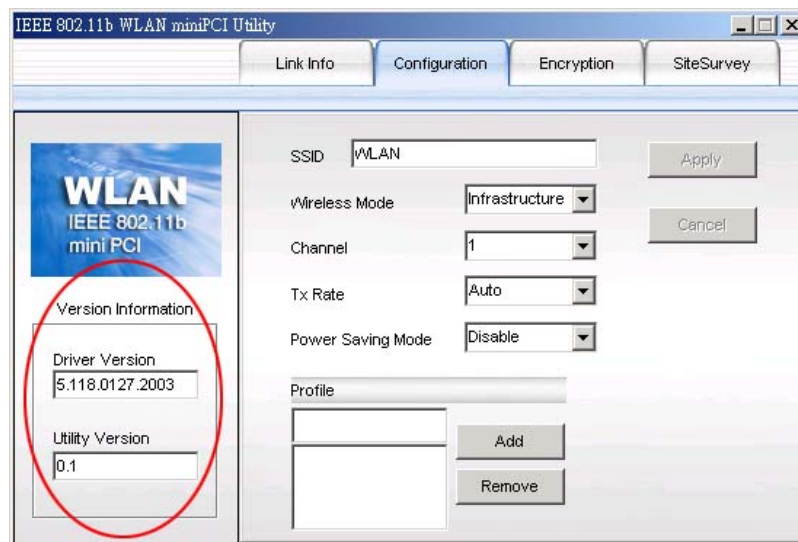 IEEE 802.11b WLAN miniPCI Utility
Link Info
Configuration
Encryption
SiteSurvey
WLAN
IEEE 802.11b
mini PCI
Version Information
Driver Version
5.118.0127.2003
Utility Version
0.1
SSID WLAN
Wireless Mode Infrastructure
Channel 1
Tx Rate Auto
Power Saving Mode Disable
Profile
Apply
Cancel
Add
Remove